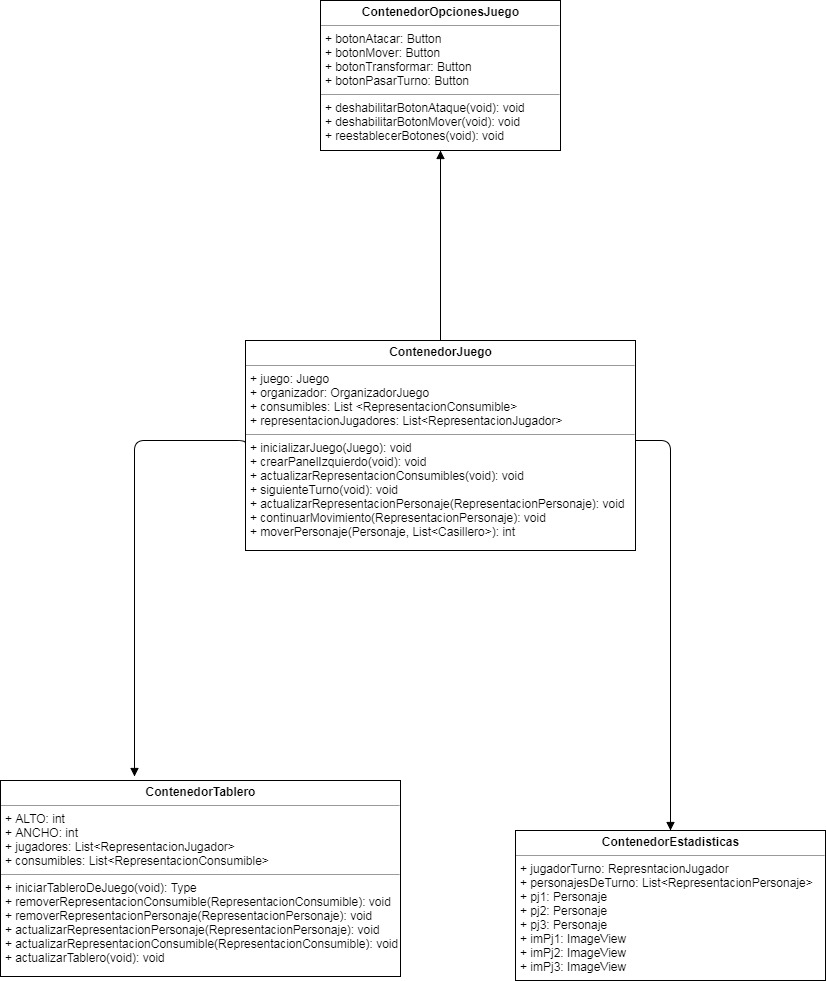 ContenedorOpcionesJuego
+ botonAtacar: Button
+ botonMover: Button
+ botonTransformar: Button
+ botonPasarTurno: Button
+ deshabilitarBotonAtaque(void): void
+ deshabilitarBotonMover(void): void
+ reestablecerBotones(void): void
ContenedorJuego
+ juego: Juego
+ organizador: OrganizadorJuego
+ consumibles: List <RepresentacionConsumible>
+ representacionJugadores: List<RepresentacionJugador>
+ inicializarJuego(Juego): void
+ crearPanelIzquierdo(void): void
+ actualizarRepresentacionConsumibles(void): void
+ siguienteTurno(void): void
+ actualizarRepresentacionPersonaje(RepresentacionPersonaje): void
+ continuarMovimiento(RepresentacionPersonaje): void
+ moverPersonaje(Personaje, List<Casillero>): int
ContenedorTablero
+ ALTO: int
+ ANCHO: int
+ jugadores: List<RepresentacionJugador>
+ consumibles: List<RepresentacionConsumible>
+ iniciarTableroDeJuego(void): Type
+ removerRepresentacionConsumible(RepresentacionConsumible): void
+ removerRepresentacionPersonaje(RepresentacionPersonaje): void
+ actualizarRepresentacionPersonaje(RepresentacionPersonaje): void
+ actualizarRepresentacionConsumible(RepresentacionConsumible): void
+ actualizarTablero(void): void
ContenedorEstadisticas
+ jugadorTurno: RepresntacionJugador
+ personajesDeTurno: List<RepresentacionPersonaje>
+ pj1: Personaje
+ pj2: Personaje
+ pj3: Personaje
+ imPj1: ImageView
+ imPj2: ImageView
+ imPj3: ImageView